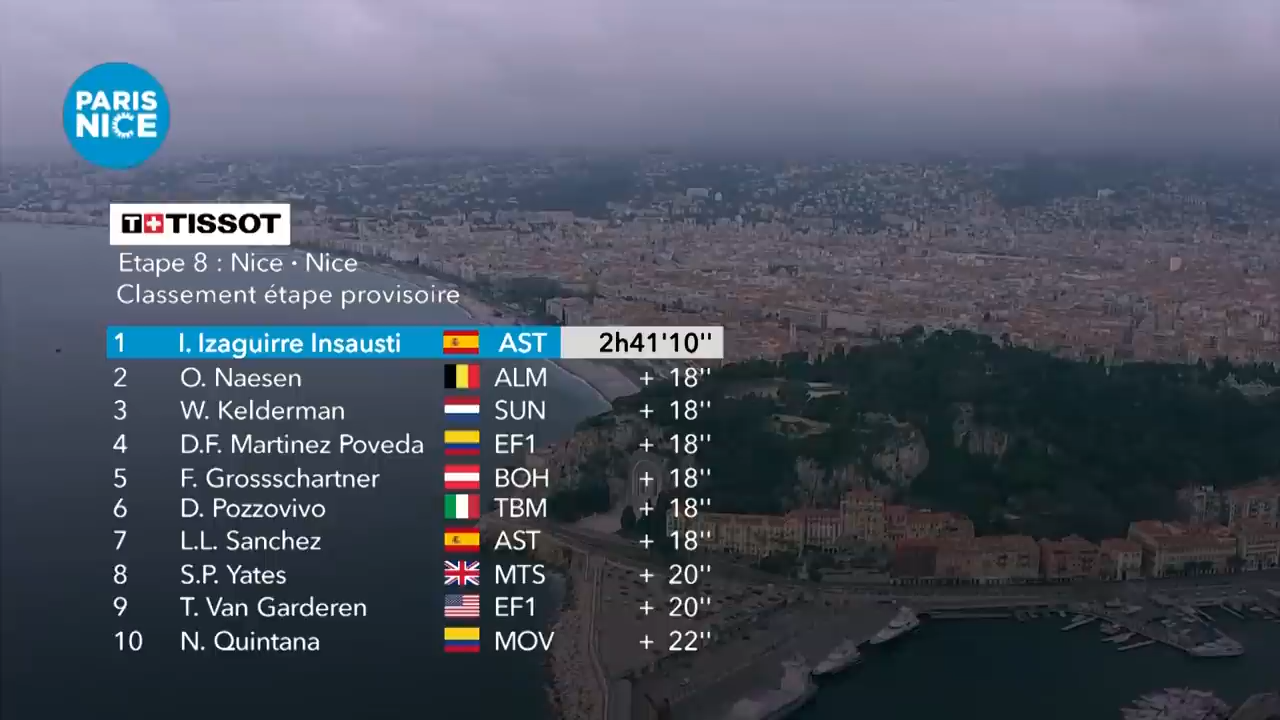 PARIS
NICE
T+TISSOT
Etape 8 : Nice · Nice
Classement étape provisoire
1 I. Izaguirre Insausti AST 2h41'10''
2 O. Naesen ALM + 18''
3 W. Kelderman SUN + 18''
4 D.F. Martinez Poveda EF1 + 18''
5 F. Grossschartner BOH + 18''
6 D. Pozzovivo TBM + 18''
7 L.L. Sanchez AST + 18''
8 S.P. Yates MTS + 20''
9 T. Van Garderen EF1 + 20''
10 N. Quintana MOV + 22''